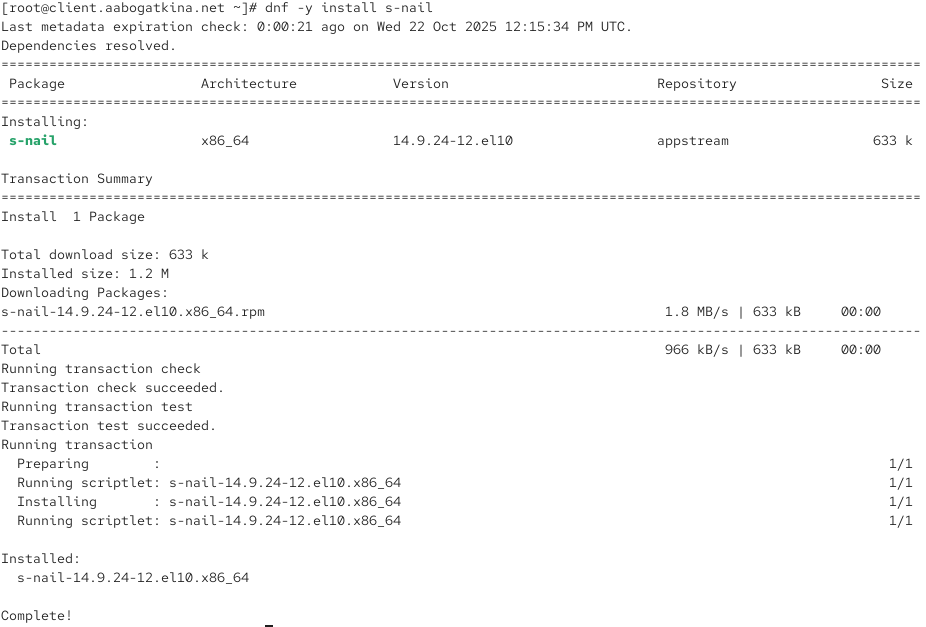 [root@client.aabogatkina.net ~]# dnf -y install s-nail
Last metadata expiration check: 0:00:21 ago on Wed 22 Oct 2025 12:15:34 PM UTC.
Dependencies resolved.
===================================================================================================================
 Package                 Architecture            Version                          Repository                  Size
===================================================================================================================
Installing:
 s-nail                  x86_64                  14.9.24-12.el10                  appstream                  633 k

Transaction Summary
===================================================================================================================
Install  1 Package

Total download size: 633 k
Installed size: 1.2 M
Downloading Packages:
s-nail-14.9.24-12.el10.x86_64.rpm                                                  1.8 MB/s | 633 kB     00:00
-------------------------------------------------------------------------------------------------------------------
Total                                                                              966 kB/s | 633 kB     00:00
Running transaction check
Transaction check succeeded.
Running transaction test
Transaction test succeeded.
Running transaction
  Preparing        :                                                                                           1/1
  Running scriptlet: s-nail-14.9.24-12.el10.x86_64                                                             1/1
  Installing       : s-nail-14.9.24-12.el10.x86_64                                                             1/1
  Running scriptlet: s-nail-14.9.24-12.el10.x86_64                                                             1/1

Installed:
  s-nail-14.9.24-12.el10.x86_64

Complete!